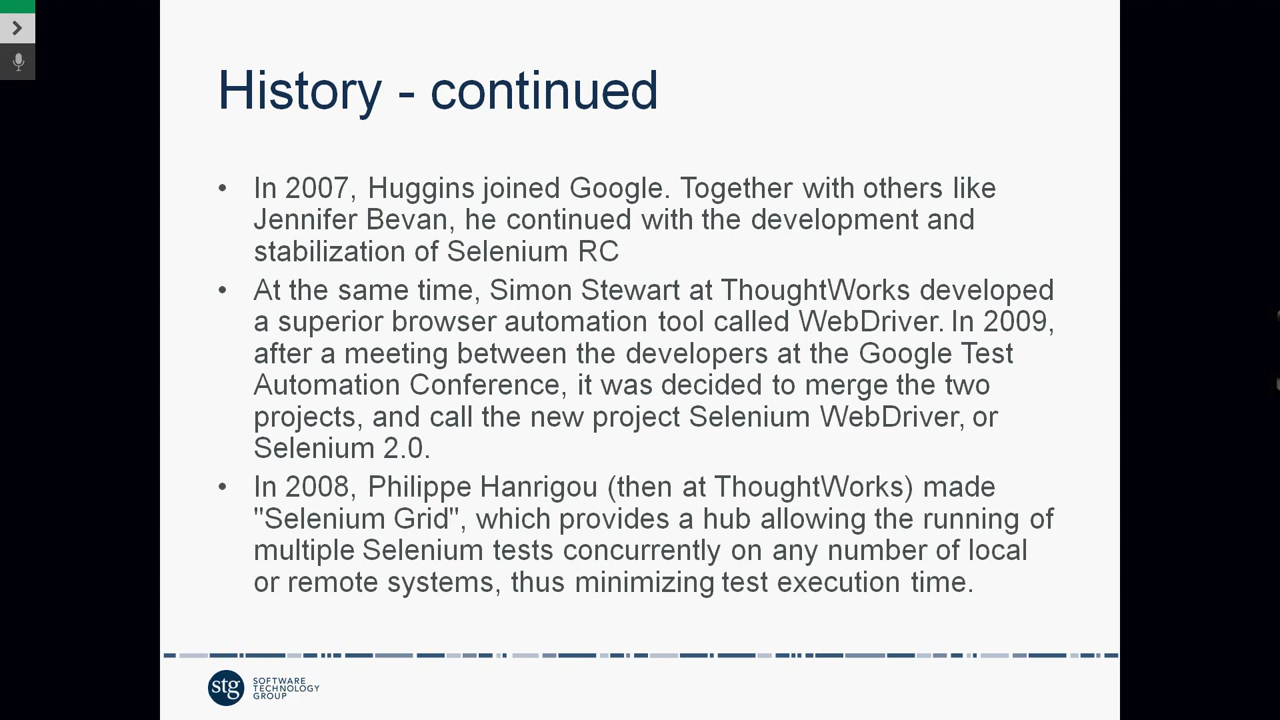 History - continued
• In 2007, Huggins joined Google. Together with others like
Jennifer Bevan, he continued with the development and
stabilization of Selenium RC
• At the same time, Simon Stewart at ThoughtWorks developed
a superior browser automation tool called WebDriver. In 2009,
after a meeting between the developers at the Google Test
Automation Conference, it was decided to merge the two
projects, and call the new project Selenium WebDriver, or
Selenium 2.0.
• In 2008, Philippe Hanrigou (then at ThoughtWorks) made
"Selenium Grid", which provides a hub allowing the running of
multiple Selenium tests concurrently on any number of local
or remote systems, thus minimizing test execution time.
stg
SOFTWARE
TECHNOLOGY
GROUP